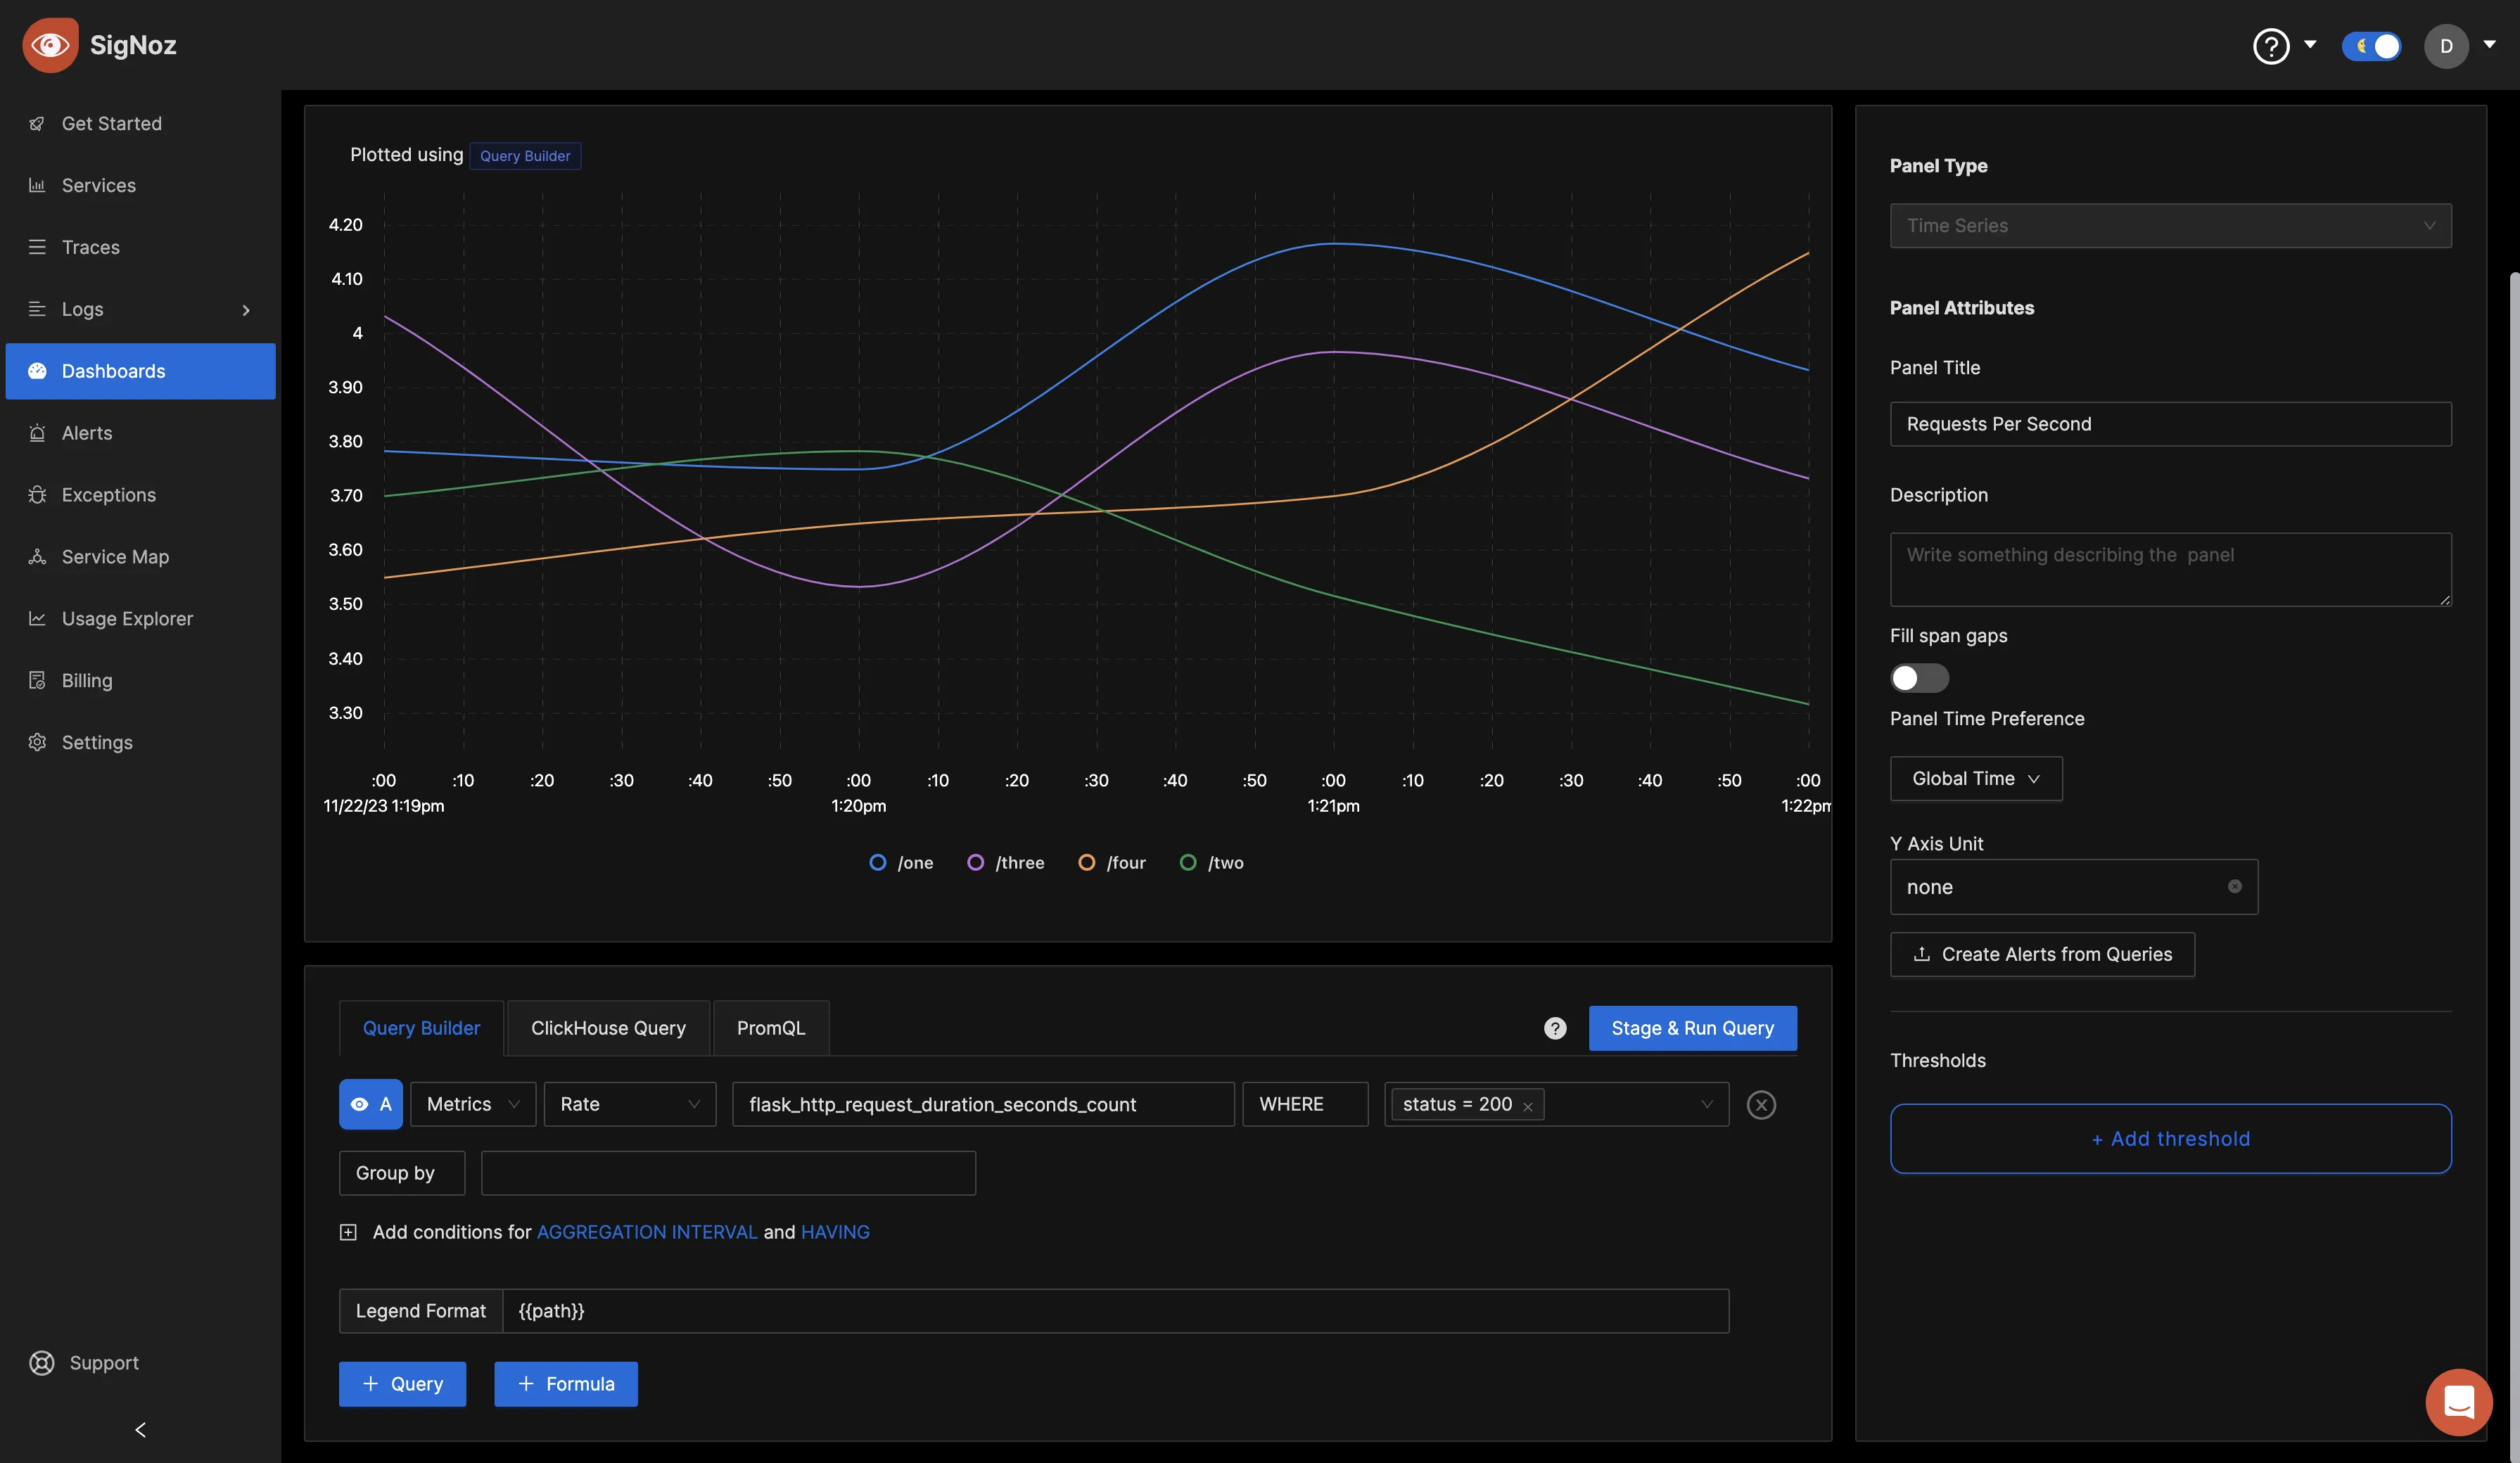 SigNoz
D
Get Started
Services
Traces
Logs
Dashboards
Alerts
Exceptions
Service Map
Usage Explorer
Billing
Settings
Support
Plotted using Query Builder
4.20
4.10
4
3.90
3.80
3.70
3.60
3.50
3.40
3.30
:00 :10 :20 :30 :40 :50 :00 :10 :20 :30 :40 :50 :00 :10 :20 :30 :40 :50 :00
11/22/23 1:19pm 1:20pm 1:21pm 1:22pm
/one /three /four /two
Query Builder ClickHouse Query PromQL ? Stage & Run Query
A Metrics Rate flask_http_request_duration_seconds_count WHERE status = 200 ×
Group by
Add conditions for AGGREGATION INTERVAL and HAVING
Legend Format {{path}}
+ Query + Formula
Panel Type
Time Series
Panel Attributes
Panel Title
Requests Per Second
Description
Write something describing the panel
Fill span gaps
Panel Time Preference
Global Time
Y Axis Unit
none
Create Alerts from Queries
Thresholds
+ Add threshold